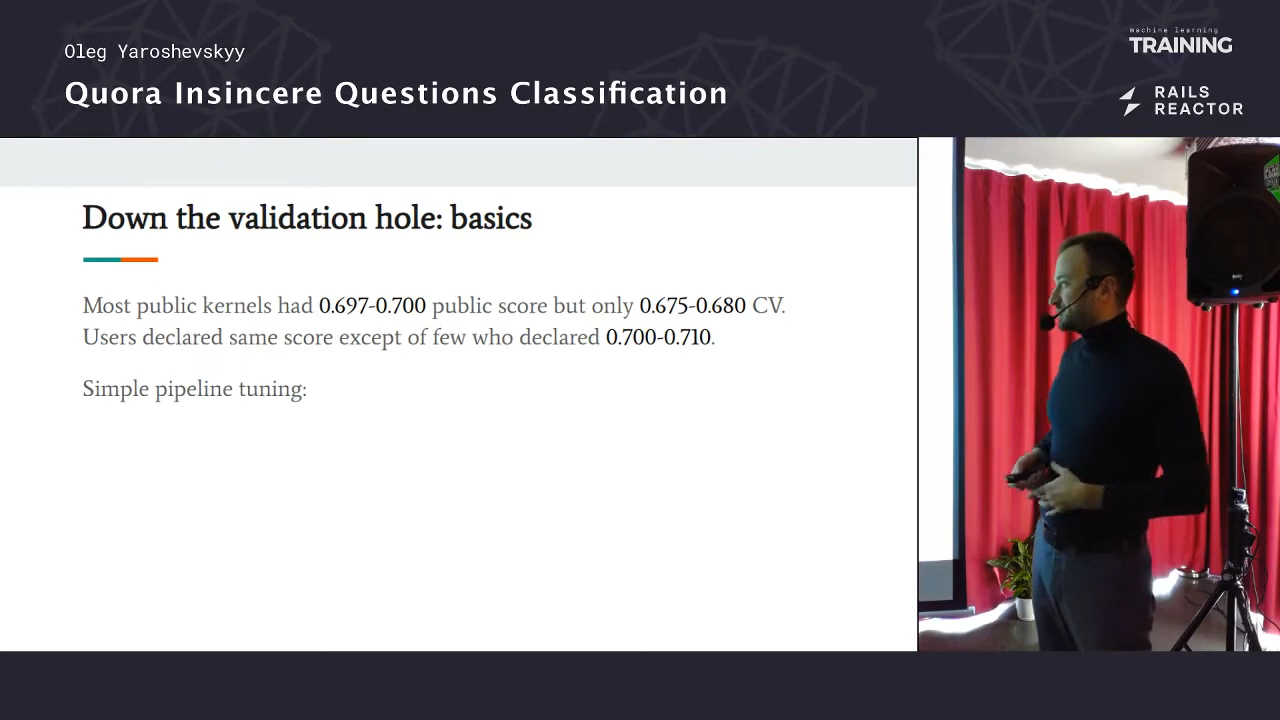 Oleg Yaroshevskyy
Quora Insincere Questions Classification
machine learning
TRAINING
RAILS
REACTOR
Down the validation hole: basics
Most public kernels had 0.697-0.700 public score but only 0.675-0.680 CV.
Users declared same score except of few who declared 0.700-0.710.
Simple pipeline tuning: